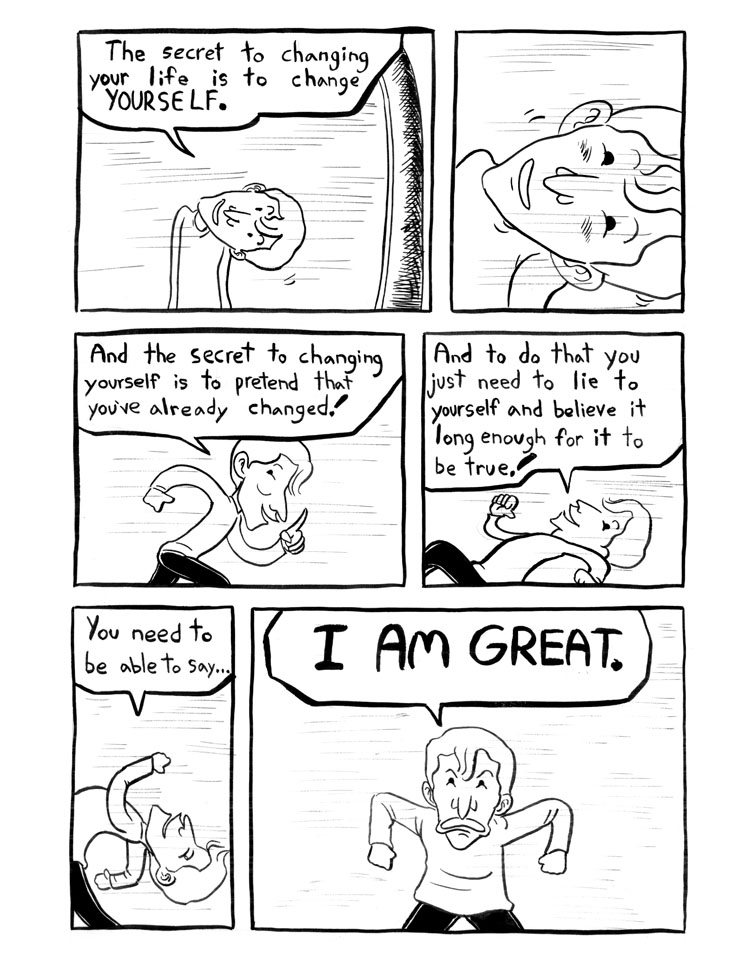 The secret to changing
your life is to change
YOURSELF.
And the secret to changing
yourself is to pretend that
you've already changed!
And to do that you
just need to lie to
yourself and believe it
long enough for it to
be true!
You need to
be able to say...
I AM GREAT.